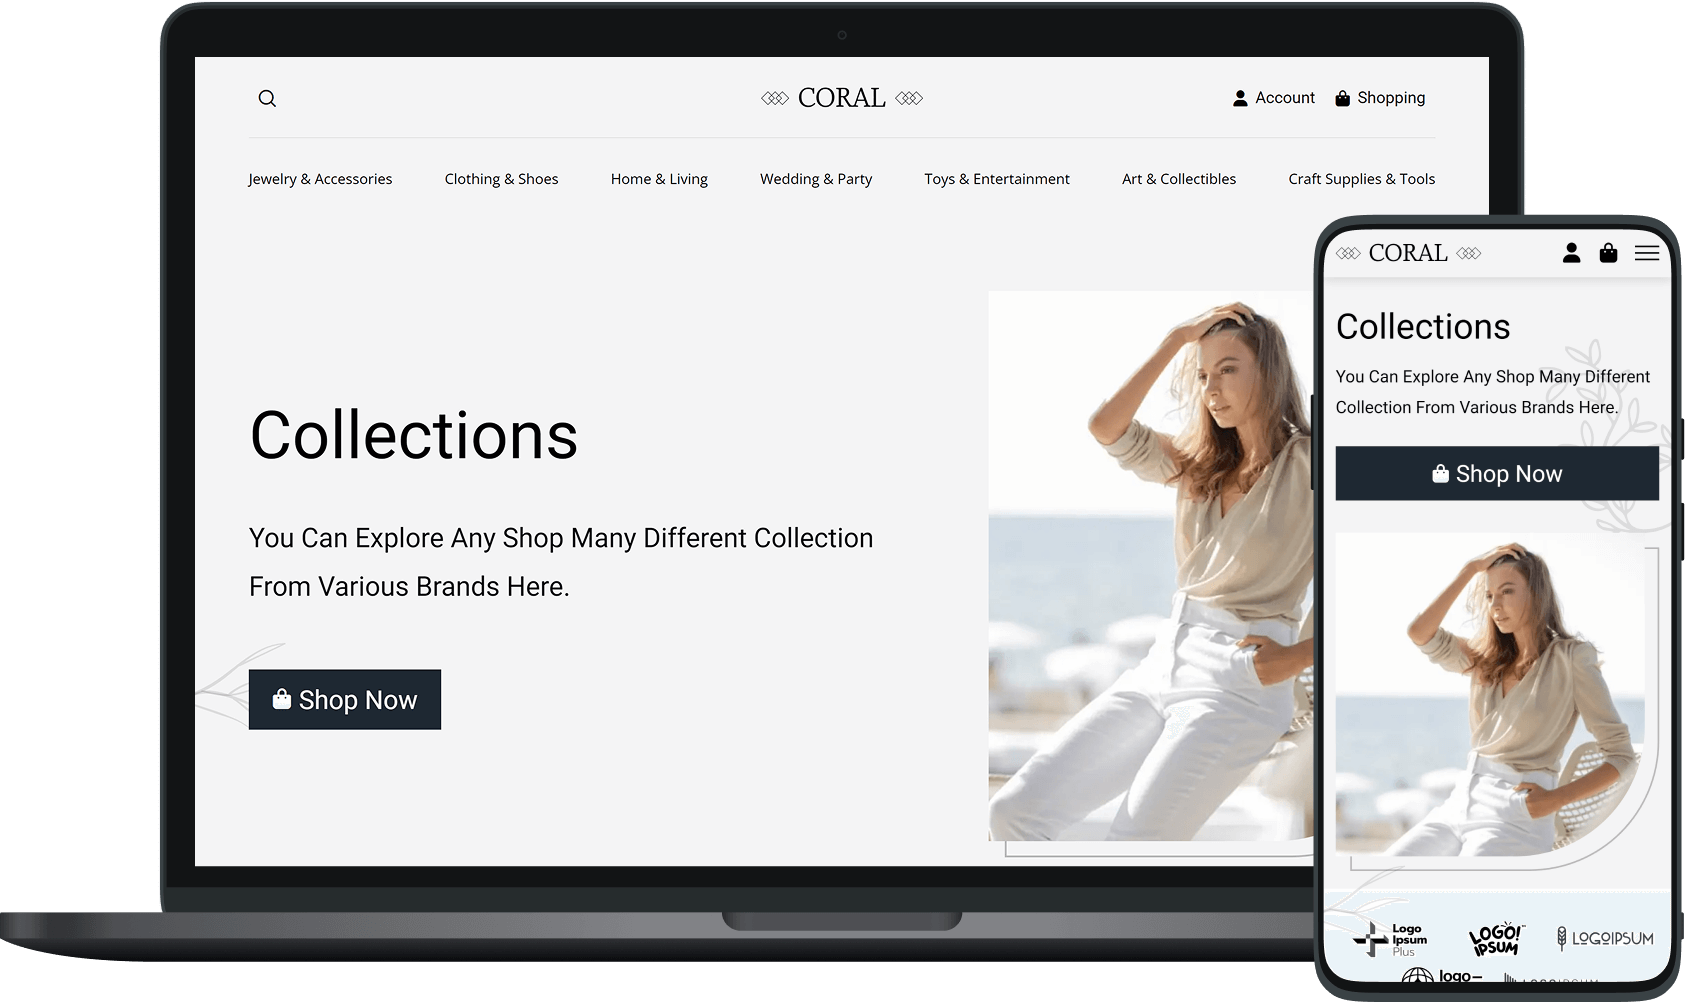 CORAL
Account
Shopping
Jewelry & Accessories
Clothing & Shoes
Home & Living
Wedding & Party
Toys & Entertainment
Art & Collectibles
Craft Supplies & Tools
Collections
You Can Explore Any Shop Many Different Collection
From Various Brands Here.
Shop Now
CORAL
Collections
You Can Explore Any Shop Many Different
Collection From Various Brands Here.
Shop Now
Logo
Ipsum
Plus
LOGO!
IPSUM
LOGOIPSUM
logo—
LOGOIPSUM